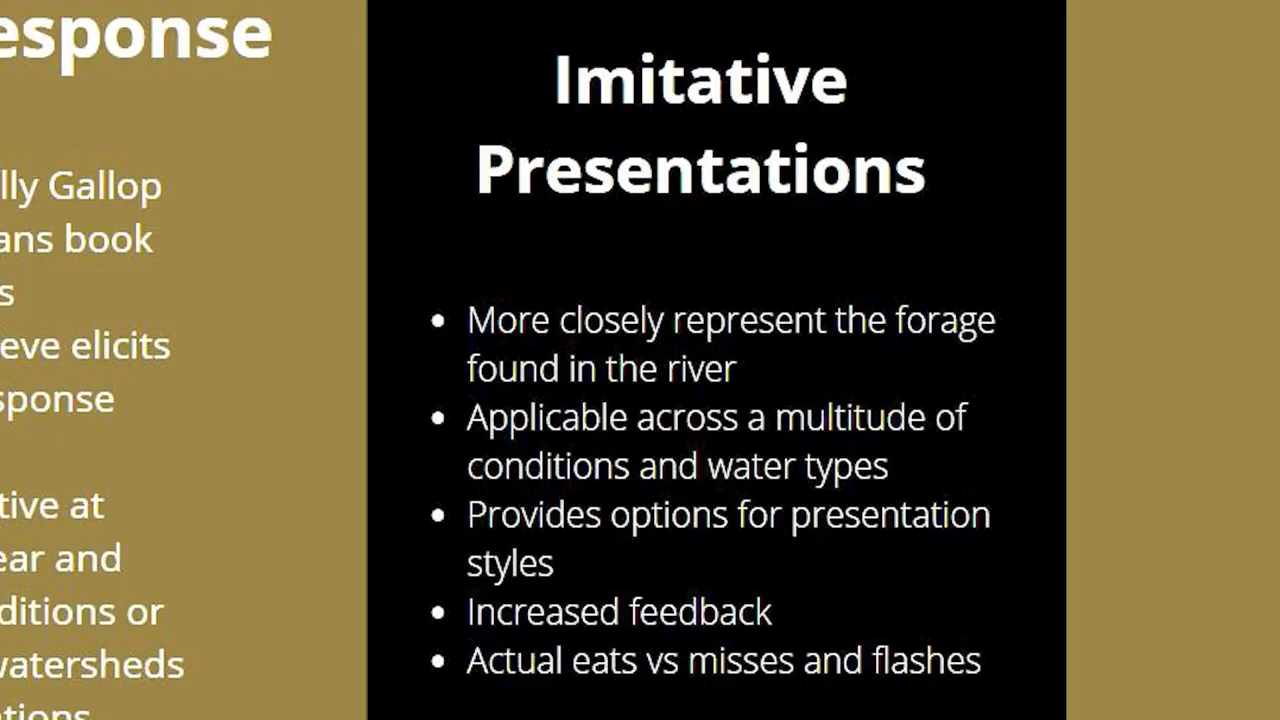 esponse
lly Gallop
ans book
s
eve elicits
sponse
tive at
ear and
ditions or
watersheds
tions
Imitative
Presentations
• More closely represent the forage
found in the river
• Applicable across a multitude of
conditions and water types
• Provides options for presentation
styles
• Increased feedback
• Actual eats vs misses and flashes